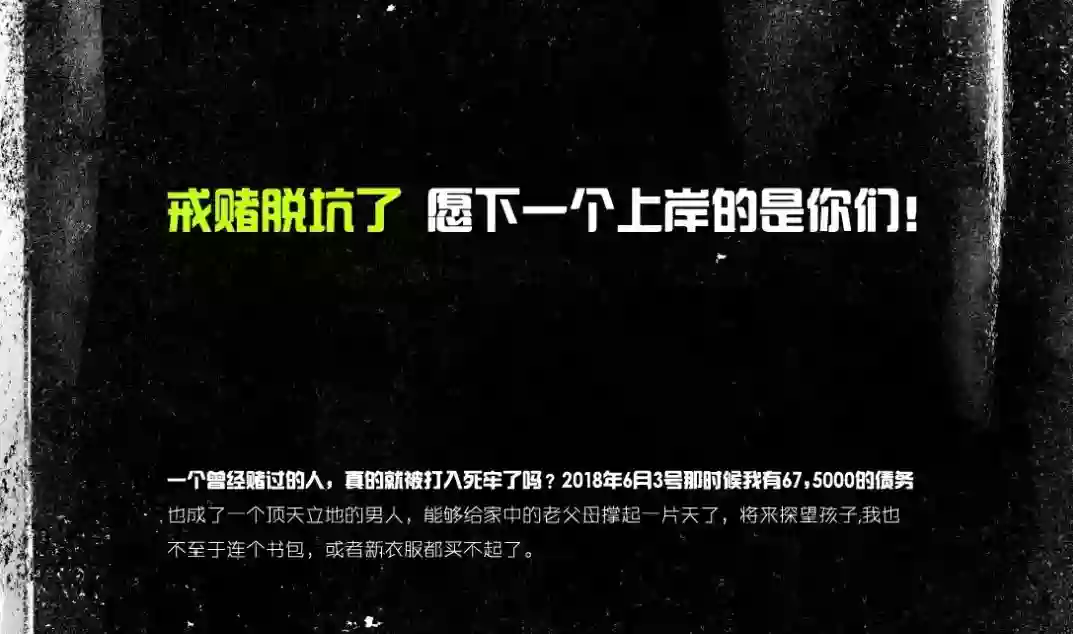 戒赌脱坑了 愿下一个上岸的是你们!
一个曾经赌过的人，真的就被打入死牢了吗？2018年6月3号那时候我有67,5000的债务
也成了一个顶天立地的男人，能够给家中的老父母撑起一片天了，将来探望孩子,我也
不至于连个书包，或者新衣服都买不起了。